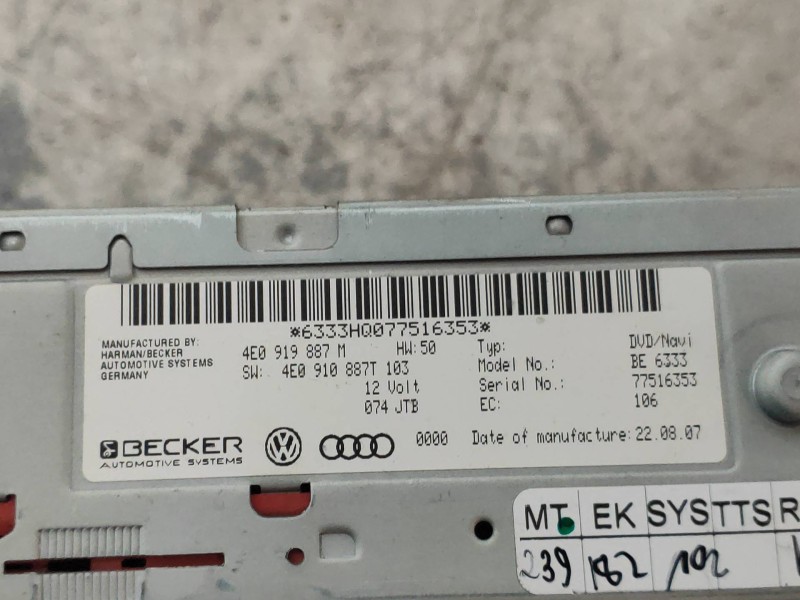 *6333HQ077516353*
MANUFACTURED BY:
HARMAN/BECKER
AUTOMOTIVE SYSTEMS
GERMANY
4E0 919 887 M HW:50
SW: 4E0 910 887T 103
12 Volt
074 JTB
Typ: DVD/Navi
Model No.: BE 6333
Serial No.: 77516353
EC: 106
BECKER
AUTOMOTIVE SYSTEMS
0000 Date of manufacture: 22.08.07
MT EK SYS TTS R
239 182 102